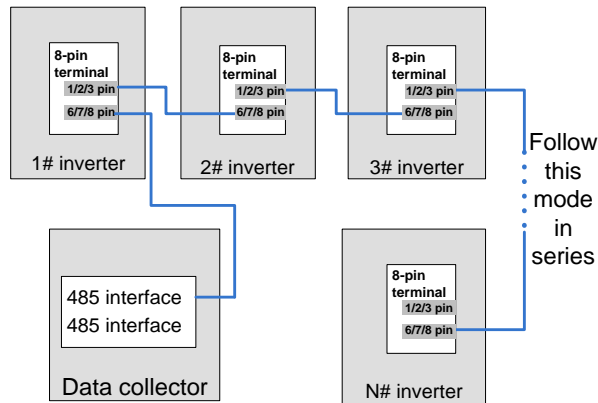 8-pin
terminal
1/2/3 pin
6/7/8 pin
1# inverter
8-pin
terminal
1/2/3 pin
6/7/8 pin
2# inverter
8-pin
terminal
1/2/3 pin
6/7/8 pin
3# inverter
Follow
this
mode
in
series
485 interface
485 interface
Data collector
8-pin
terminal
1/2/3 pin
6/7/8 pin
N# inverter